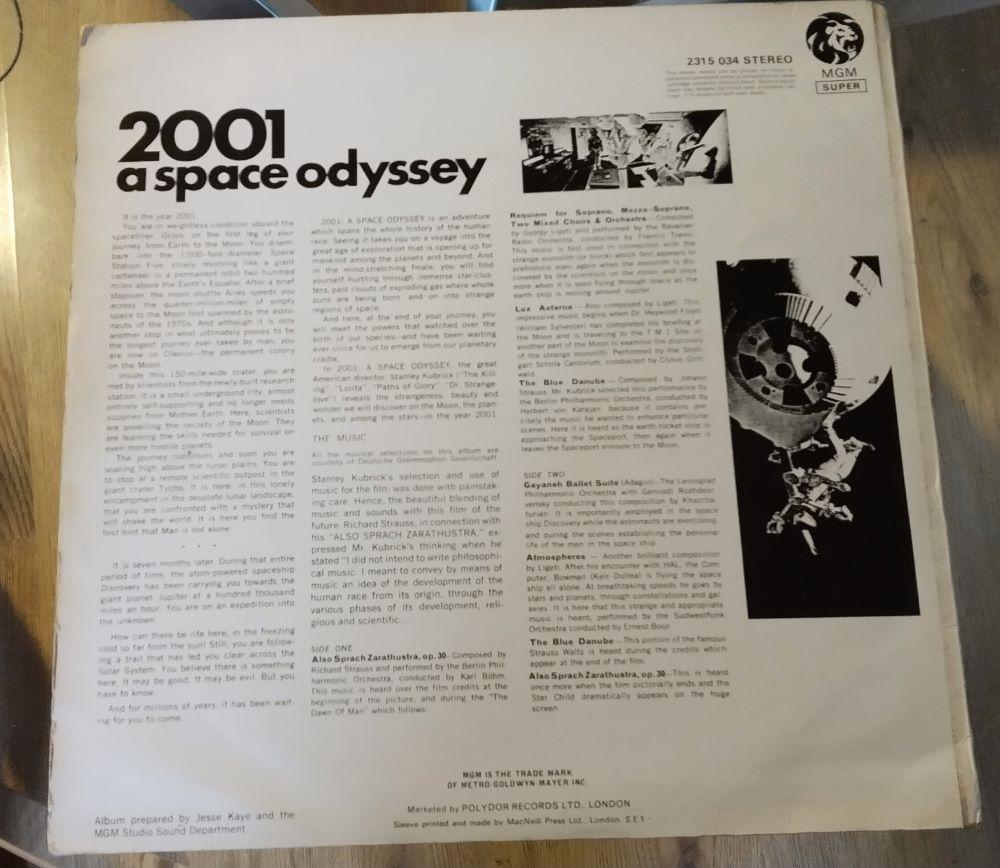 2315 034 STEREO
MGM
SUPER
2001
a space odyssey
It is the year 2001.
You are in weightless condition aboard the
spaceliner, Orion, on the first leg of your
journey from Earth to the Moon. You disem-
bark into the 1,000-foot-diameter Space
Station Five, slowly revolving like a giant
cartwheel in a permanent orbit two hundred
miles above the Earth's Equator. After a brief
stopover, the moon shuttle Aries speeds you
across the quarter-million-miles of empty
space to the Moon first spanned by the astro-
nauts of the 1970s. And although it is only
another stop in what ultimately proves to be
the longest journey ever taken by man, you
are now on Clavius—the permanent colony
on the Moon.
Inside this 150-mile-wide crater, you are
met by scientists from the newly-built research
station. It is a small underground city, almost
entirely self-supporting and no longer needs
supplies from Mother Earth. Here, scientists
are unveiling the secrets of the Moon. They
are learning the skills needed for survival on
even more hostile planets.
The journey continues and soon you are
soaring high above the lunar plains. You are
to stop at a remote scientific outpost in the
giant crater Tycho. It is here, in this lonely
encampment in the desolate lunar landscape,
that you are confronted with a mystery that
will shake the world. It is here you find the
first hint that Man is not alone.
. . .
It is seven months later. During that entire
period of time, the atom-powered spaceship
Discovery has been carrying you towards the
giant planet Jupiter at a hundred thousand
miles an hour. You are on an expedition into
the unknown.
How can there be life here, in the freezing
cold so far from the sun! Still, you are follow-
ing a trail that has led you clear across the
Solar System. You believe there is something
here. It may be good. It may be evil. But you
have to know.
And for millions of years, it has been wait-
ing for you to come.
Album prepared by Jesse Kaye and the
MGM Studio Sound Department
2001: A SPACE ODYSSEY is an adventure
which spans the whole history of the human
race. Seeing it takes you on a voyage into the
great age of exploration that is opening up for
mankind among the planets and beyond. And
in the mind-stretching finale, you will find
yourself hurtling through immense star-clus-
ters, past clouds of exploding gas where whole
suns are being born, and on into strange
regions of space.
And here, at the end of your journey, you
will meet the powers that watched over the
birth of our species—and have been waiting
ever since for us to emerge from our planetary
cradle.
In 2001: A SPACE ODYSSEY, the great
American director, Stanley Kubrick ("The Kill-
ing", "Lolita", "Paths of Glory", "Dr. Strange-
love") reveals the strangeness, beauty and
wonder we will discover on the Moon, the plan-
ets, and among the stars—in the year 2001.
THE MUSIC
All the musical selections on this album are
courtesy of Deutsche Grammophon Gesellschaft.
Stanley Kubrick's selection and use of
music for the film, was done with painstak-
ing care. Hence, the beautiful blending of
music and sounds with this film of the
future. Richard Strauss, in connection with
his "ALSO SPRACH ZARATHUSTRA," ex-
pressed Mr. Kubrick's thinking when he
stated "I did not intend to write philosophi-
cal music. I meant to convey by means of
music an idea of the development of the
human race from its origin, through the
various phases of its development, reli-
gious and scientific...
SIDE ONE
Also Sprach Zarathustra, op. 30-Composed by
Richard Strauss and performed by the Berlin Phil-
harmonic Orchestra, conducted by Karl Böhm.
This music is heard over the film credits at the
beginning of the picture, and during the "The
Dawn Of Man" which follows.
Requiem for Soprano, Mezzo-Soprano,
Two Mixed Choirs & Orchestra—Composed
by Gyorgy Ligeti and performed by the Bavarian
Radio Orchestra, conducted by Francis Travis.
This music is first used in connection with the
strange monolith (or block) which first appears to
prehistoric man; again when the monolith is dis-
covered by the scientists on the moon, and once
more when it is seen flying through space as the
earth ship is moving around Jupiter.
Lux Aeterna — Also composed by Ligeti. This
impressive music begins when Dr. Heywood Floyd
(William Sylvester) has completed his briefing at
the Moon and is traveling to the T.M.1 Site on
another part of the Moon to examine the discovery
of the strange monolith. Performed by the Stutt-
gart Schola Cantorum, conducted by Clytus Gott-
wald.
The Blue Danube — Composed by Johann
Strauss. Mr. Kubrick selected this performance by
the Berlin Philharmonic Orchestra, conducted by
Herbert von Karajan, because it contains pre-
cisely the music he wanted to enhance particular
scenes. Here it is heard as the earth rocket ship is
approaching the Spaceport, then again when it
leaves the Spaceport enroute to the Moon.
SIDE TWO
Gayaneh Ballet Suite (Adagio)—The Leningrad
Philharmonic Orchestra with Gennadi Rozhdest-
vensky conducting this composition by Khatcha-
turian. It is importantly employed in the space
ship Discovery while the astronauts are exercising,
and during the scenes establishing the personal
life of the men in the space ship.
Atmospheres — Another brilliant composition
by Ligeti. After his encounter with HAL, the Com-
puter, Bowman (Keir Dullea) is flying the space
ship all alone. At breathtaking speeds he goes by
stars and planets, through constellations and gal-
axies. It is here that this strange and appropriate
music is heard, performed by the Sudwestfunk
Orchestra conducted by Ernest Bour.
The Blue Danube—This portion of the famous
Strauss Waltz is heard during the credits which
appear at the end of the film.
Also Sprach Zarathustra, op. 30—This is heard
once more when the film pictorially ends and the
Star Child dramatically appears on the huge
screen.
MGM IS THE TRADE MARK
OF METRO-GOLDWYN-MAYER INC.
Marketed by POLYDOR RECORDS LTD., LONDON
Sleeve printed and made by MacNeill Press Ltd., London, S.E.1